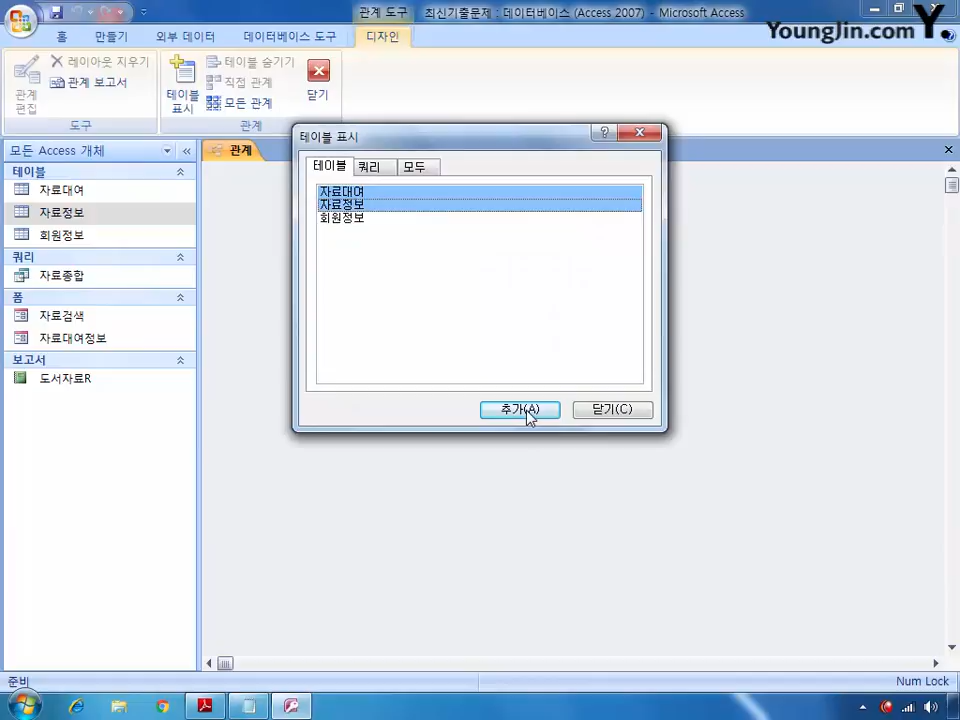 관계 도구
최신기출문제 : 데이터베이스 (Access 2007) - Microsoft Access
YoungJin.com Y.
홈
만들기
외부 데이터
데이터베이스 도구
디자인
관계
편집
레이아웃 지우기
관계 보고서
도구
테이블
표시
테이블 숨기기
직접 관계
모든 관계
닫기
관계
모든 Access 개체
테이블
자료대여
자료정보
회원정보
쿼리
자료종합
폼
자료검색
자료대여정보
보고서
도서자료R
관계
테이블 표시
테이블
쿼리
모두
자료대여
자료정보
회원정보
추가(A)
닫기(C)
준비
Num Lock